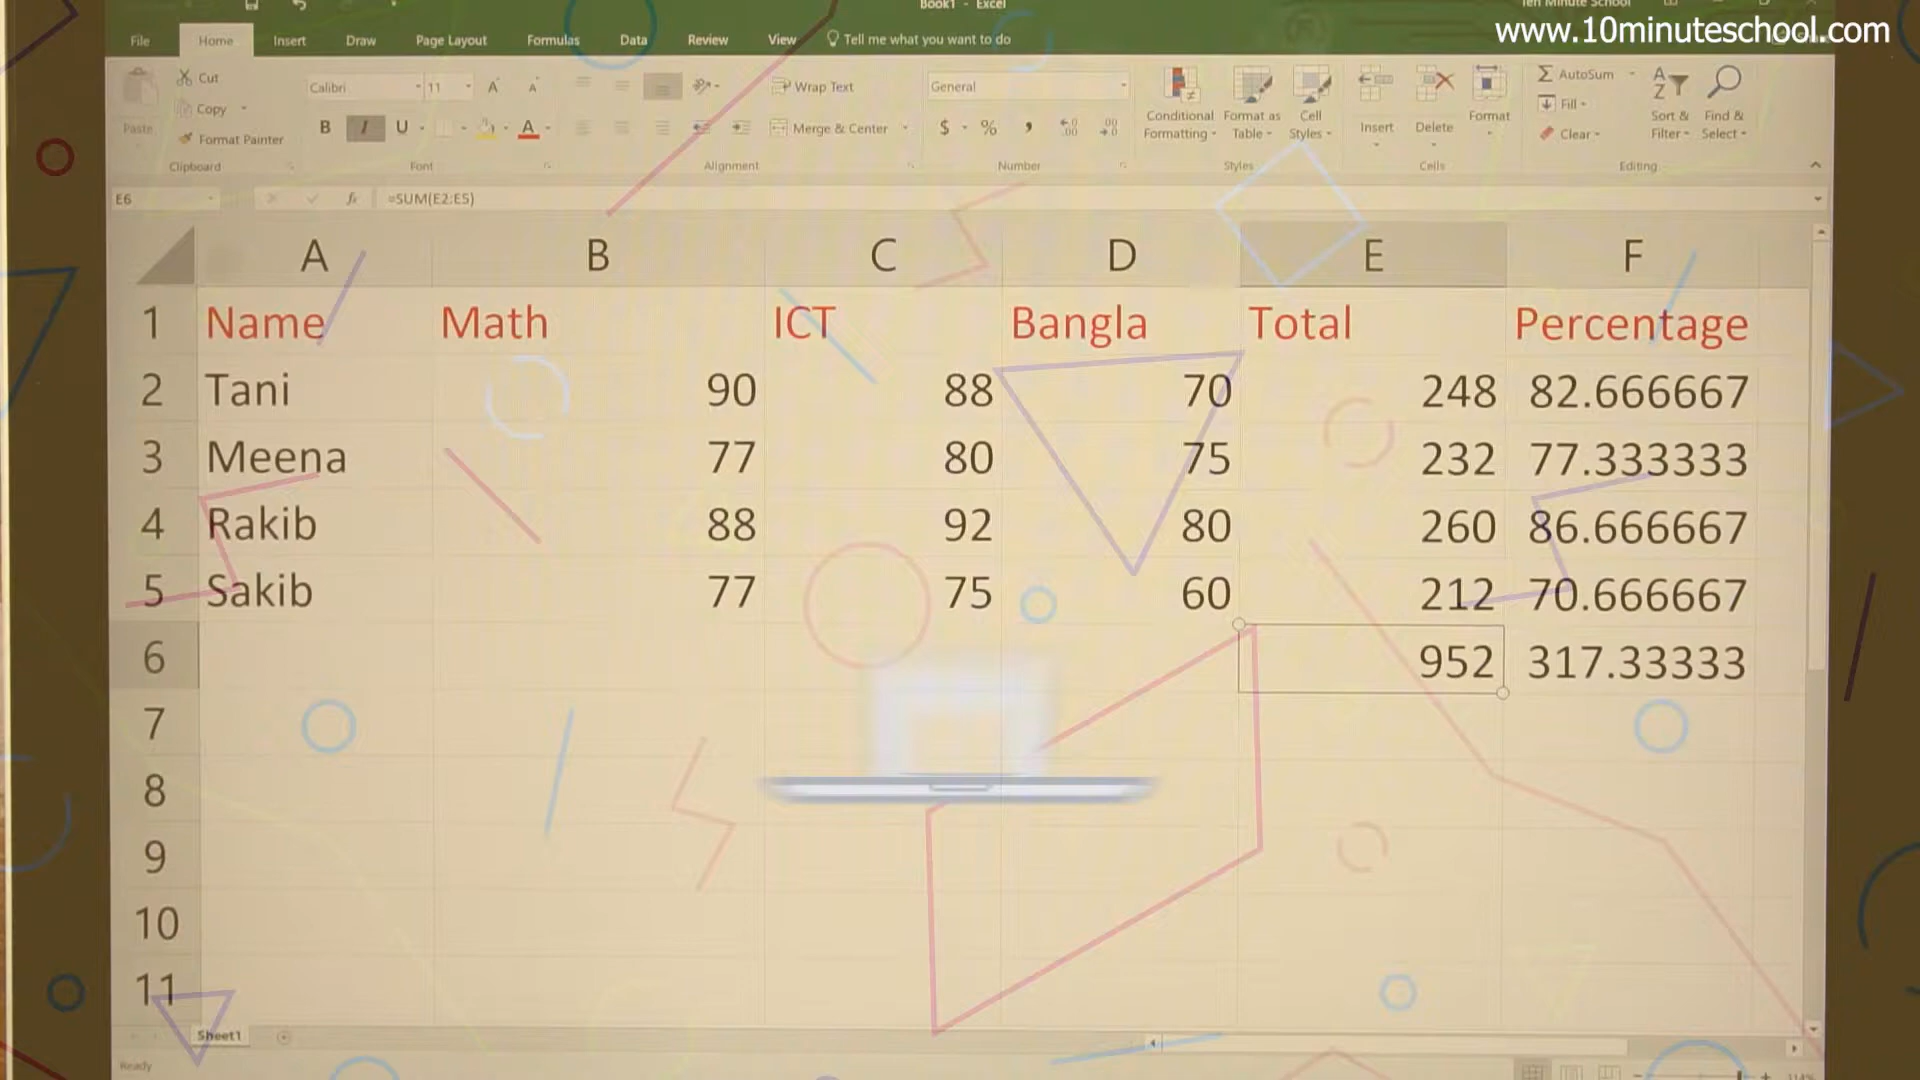 Book1 - Excel
Ten Minute School
www.10minuteschool.com
File Home Insert Draw Page Layout Formulas Data Review View Tell me what you want to do
Cut
Copy
Format Painter
Paste
Clipboard
Calibri 11
B I U A
Font
Wrap Text
Merge & Center
Alignment
General
$ % ,
Number
Conditional Formatting
Format as Table
Cell Styles
Styles
Insert Delete Format
Cells
AutoSum
Fill
Clear
Sort & Filter
Find & Select
Editing
E6 fx =SUM(E2:E5)
A B C D E F
1 Name Math ICT Bangla Total Percentage
2 Tani 90 88 70 248 82.666667
3 Meena 77 80 75 232 77.333333
4 Rakib 88 92 80 260 86.666667
5 Sakib 77 75 60 212 70.666667
6 952 317.33333
7
8
9
10
11
Sheet1
Ready